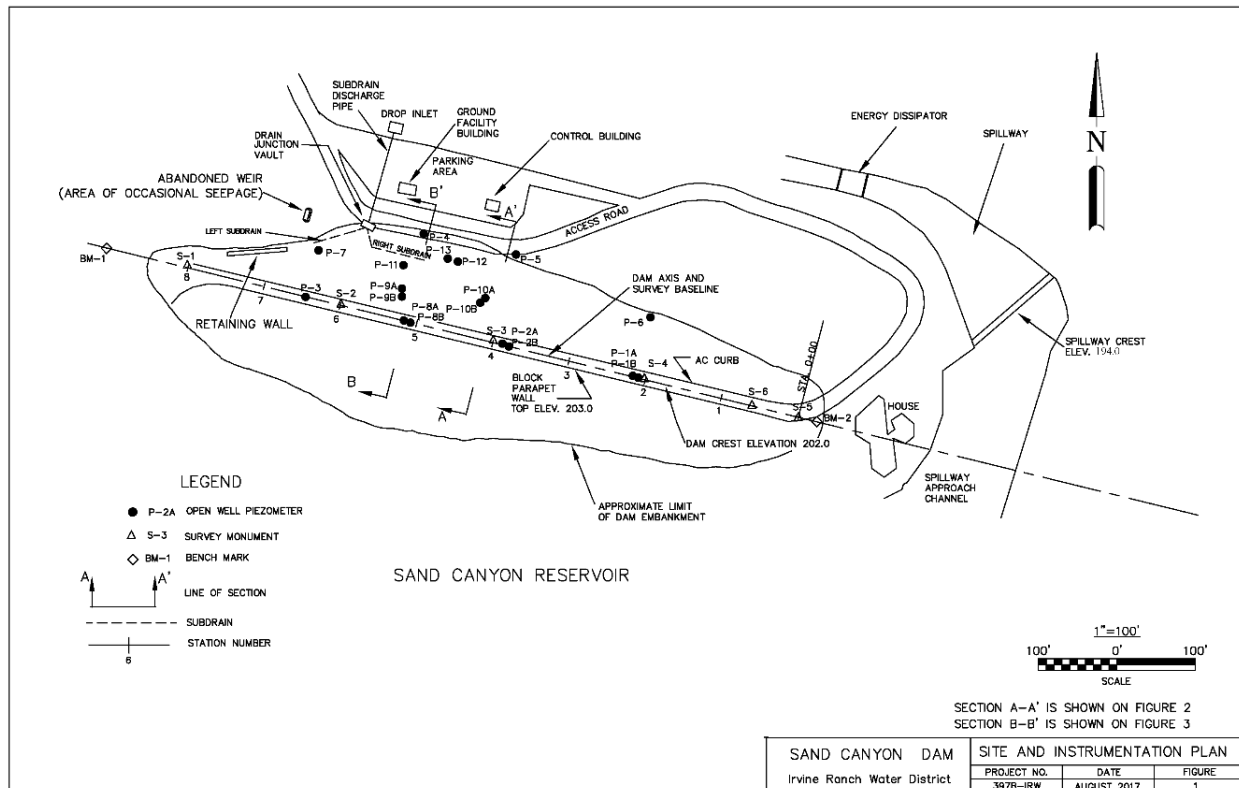 SUBDRAIN
DISCHARGE
PIPE
DROP INLET
GROUND
FACILITY
BUILDING
DRAIN
JUNCTION
VAULT
PARKING
AREA
CONTROL BUILDING
ENERGY DISSIPATOR
SPILLWAY
N
ABANDONED WEIR
(AREA OF OCCASIONAL SEEPAGE)
B'
A'
ACCESS ROAD
LEFT SUBDRAIN
RIGHT SUBDRAIN
P-4
P-13
P-12
P-5
P-7
P-11
BM-1
S-1
8
7
P-3
S-2
6
P-9A
P-9B
P-10A
P-10B
P-8A
P-8B
5
RETAINING WALL
DAM AXIS AND
SURVEY BASELINE
P-6
S-3
P-2A
P-2B
4
3
P-1A
P-1B
S-4
2
AC CURB
STA 0+00
S-6
1
S-5
BM-2
HOUSE
SPILLWAY CREST
ELEV. 194.0
B
A
BLOCK
PARAPET
WALL
TOP ELEV. 203.0
DAM CREST ELEVATION 202.0
SPILLWAY
APPROACH
CHANNEL
APPROXIMATE LIMIT
OF DAM EMBANKMENT
LEGEND
P-2A OPEN WELL PIEZOMETER
S-3 SURVEY MONUMENT
BM-1 BENCH MARK
A A' LINE OF SECTION
SUBDRAIN
STATION NUMBER
6
SAND CANYON RESERVOIR
1"=100'
100' 0' 100'
SCALE
SECTION A-A' IS SHOWN ON FIGURE 2
SECTION B-B' IS SHOWN ON FIGURE 3
SAND CANYON DAM
Irvine Ranch Water District
SITE AND INSTRUMENTATION PLAN
PROJECT NO. DATE FIGURE
397B-IRW AUGUST 2017 1